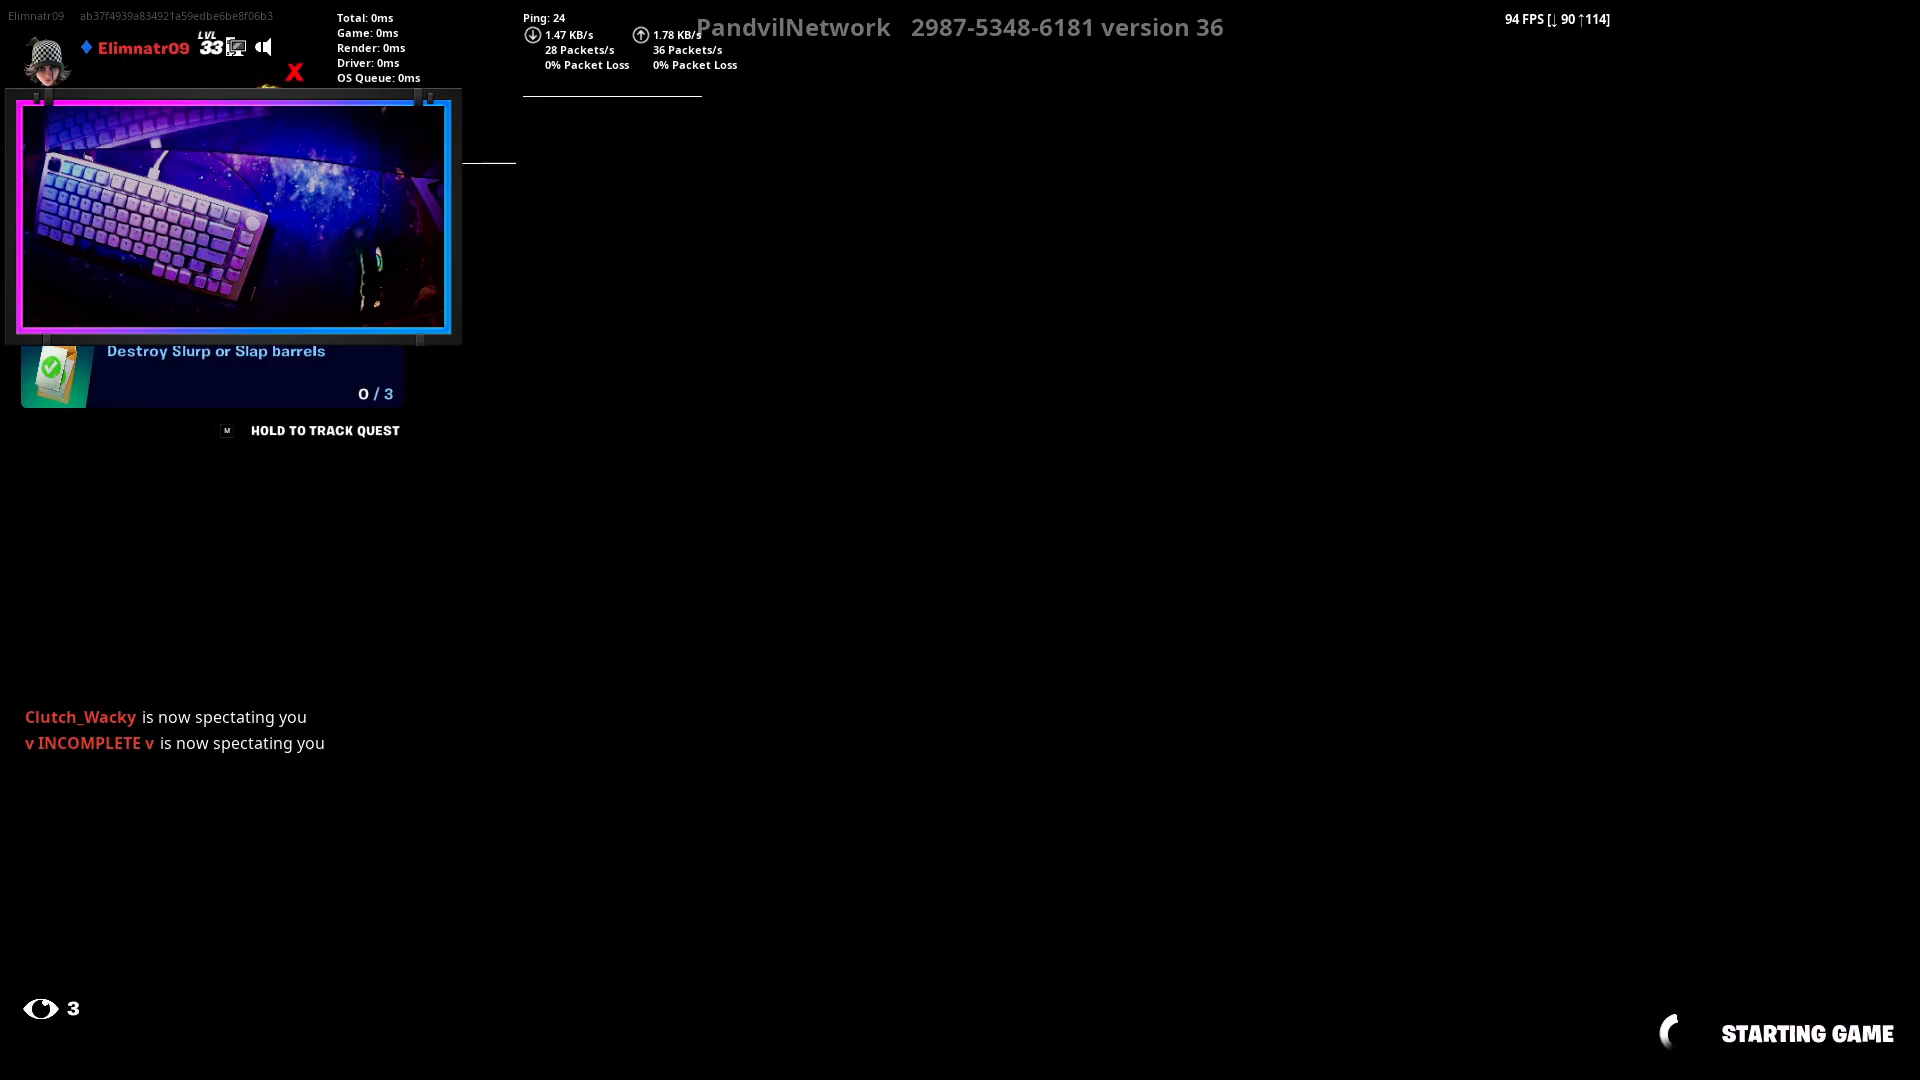 Elimnatr09 ab37f4939a834921a59edbe6be8f06b3
Elimnatr09 LVL 33
X
Total: 0ms
Game: 0ms
Render: 0ms
Driver: 0ms
OS Queue: 0ms
Ping: 24
1.47 KB/s 1.78 KB/s
28 Packets/s 36 Packets/s
0% Packet Loss 0% Packet Loss
PandvilNetwork 2987-5348-6181 version 36
94 FPS [↓ 90 ↑114]
Destroy Slurp or Slap barrels
0 / 3
M HOLD TO TRACK QUEST
Clutch_Wacky is now spectating you
v INCOMPLETE v is now spectating you
3
STARTING GAME